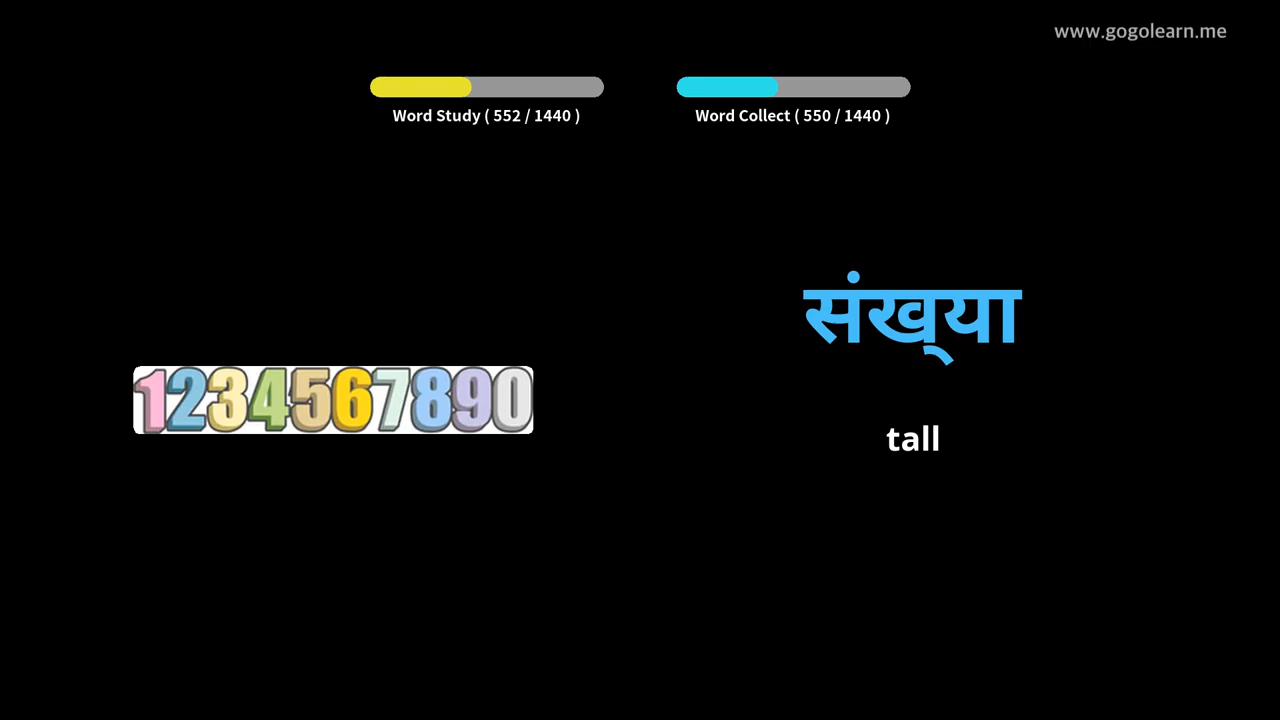 www.gogolearn.me
Word Study ( 552 / 1440 )
Word Collect ( 550 / 1440 )
संख्‌या
1234567890
tall